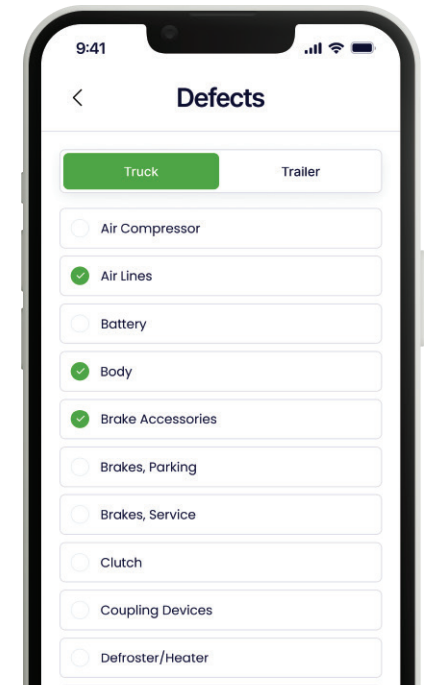 9:41
Defects
Truck Trailer
Air Compressor
Air Lines
Battery
Body
Brake Accessories
Brakes, Parking
Brakes, Service
Clutch
Coupling Devices
Defroster/Heater